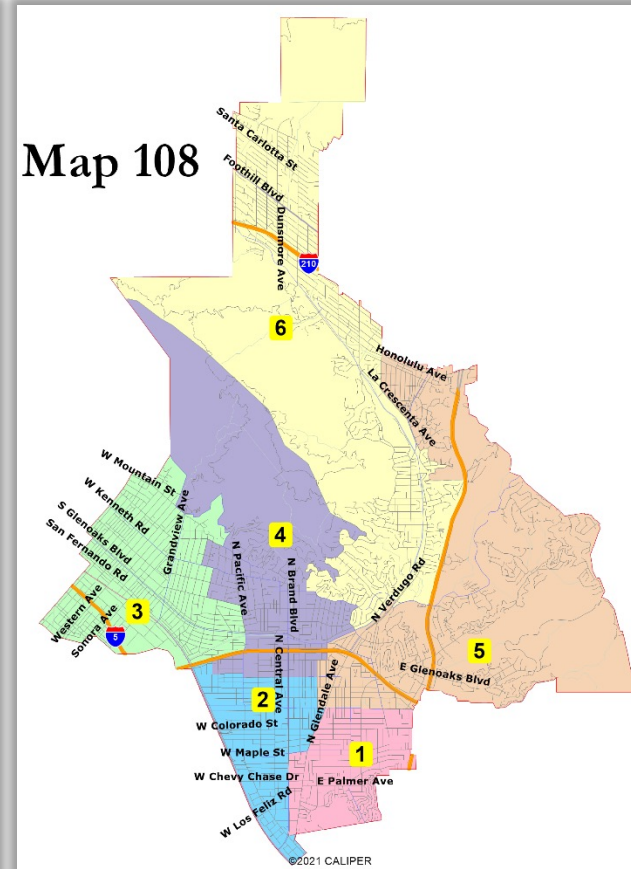 Map 108
Santa Carlotta St
Foothill Blvd
Dunsmore Ave
210
6
Honolulu Ave
La Crescenta Ave
W Mountain St
W Kenneth Rd
S Glenoaks Blvd
San Fernando Rd
Grandview Ave
4
N Pacific Ave
N Brand Blvd
N Verdugo Rd
Western Ave
Sonora Ave
3
5
N Central Ave
5
E Glenoaks Blvd
2
N Glendale Ave
W Colorado St
W Maple St
1
W Chevy Chase Dr
E Palmer Ave
W Los Feliz Rd
©2021 CALIPER